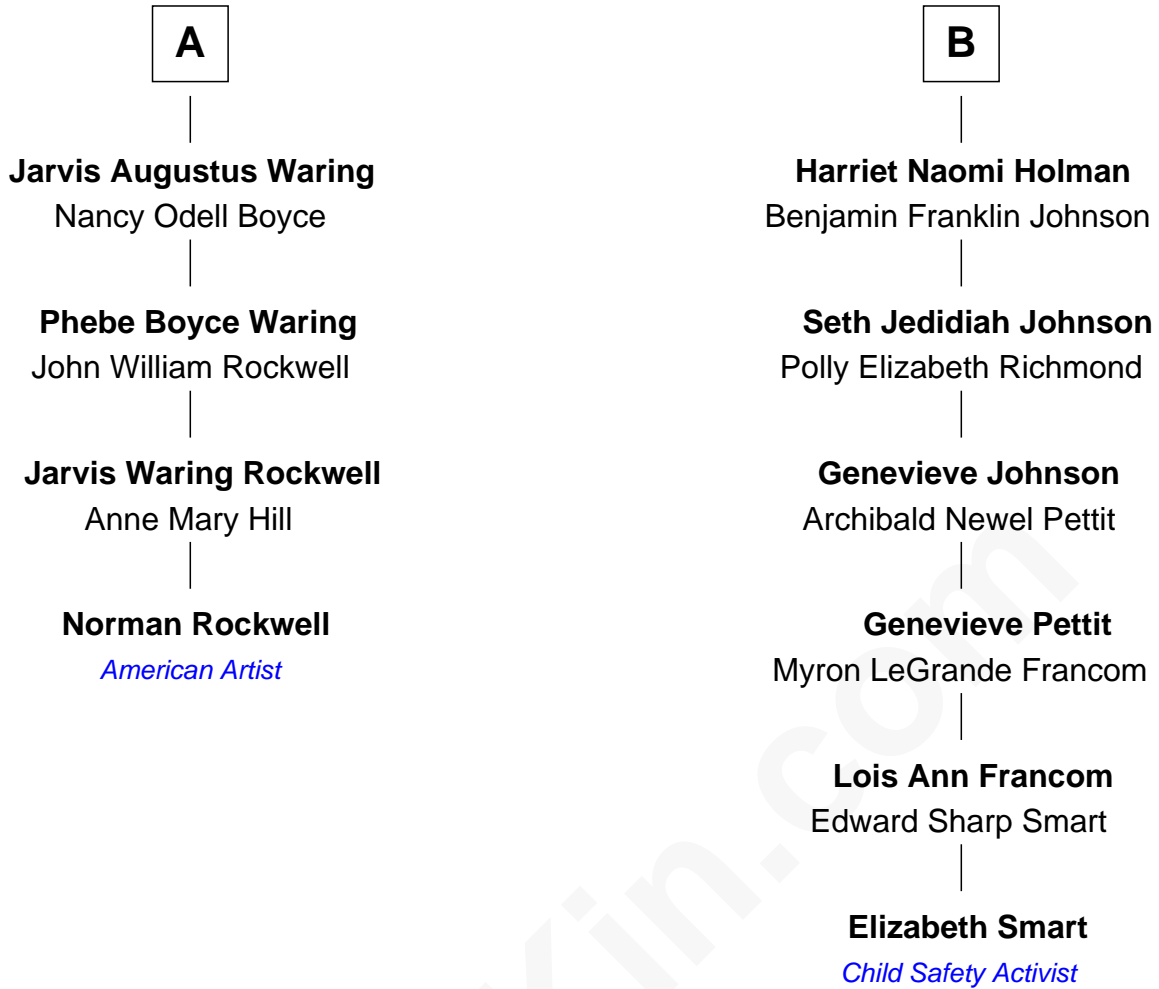 A
Jarvis Augustus Waring
Nancy Odell Boyce
Phebe Boyce Waring
John William Rockwell
Jarvis Waring Rockwell
Anne Mary Hill
Norman Rockwell
American Artist
B
Harriet Naomi Holman
Benjamin Franklin Johnson
Seth Jedidiah Johnson
Polly Elizabeth Richmond
Genevieve Johnson
Archibald Newel Pettit
Genevieve Pettit
Myron LeGrande Francom
Lois Ann Francom
Edward Sharp Smart
Elizabeth Smart
Child Safety Activist